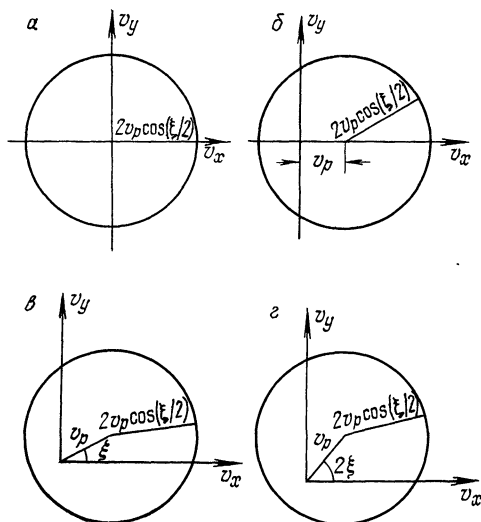 а
v_y
2v_p cos(ξ/2)
v_x
б
v_y
2v_p cos(ξ/2)
v_p
v_x
в
v_y
2v_p cos(ξ/2)
v_p
ξ
v_x
г
v_y
2v_p cos(ξ/2)
v_p
2ξ
v_x